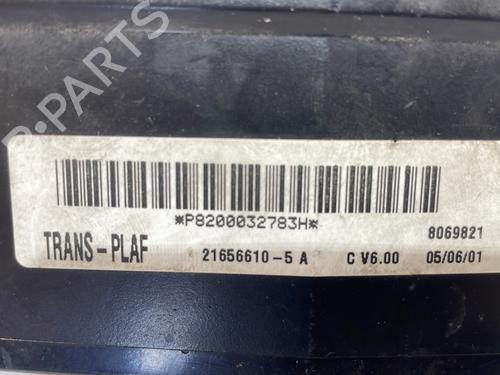 B-PARTS
*P8200032783H*
8069821
TRANS-PLAF 21656610-5 A C V6.00 05/06/01